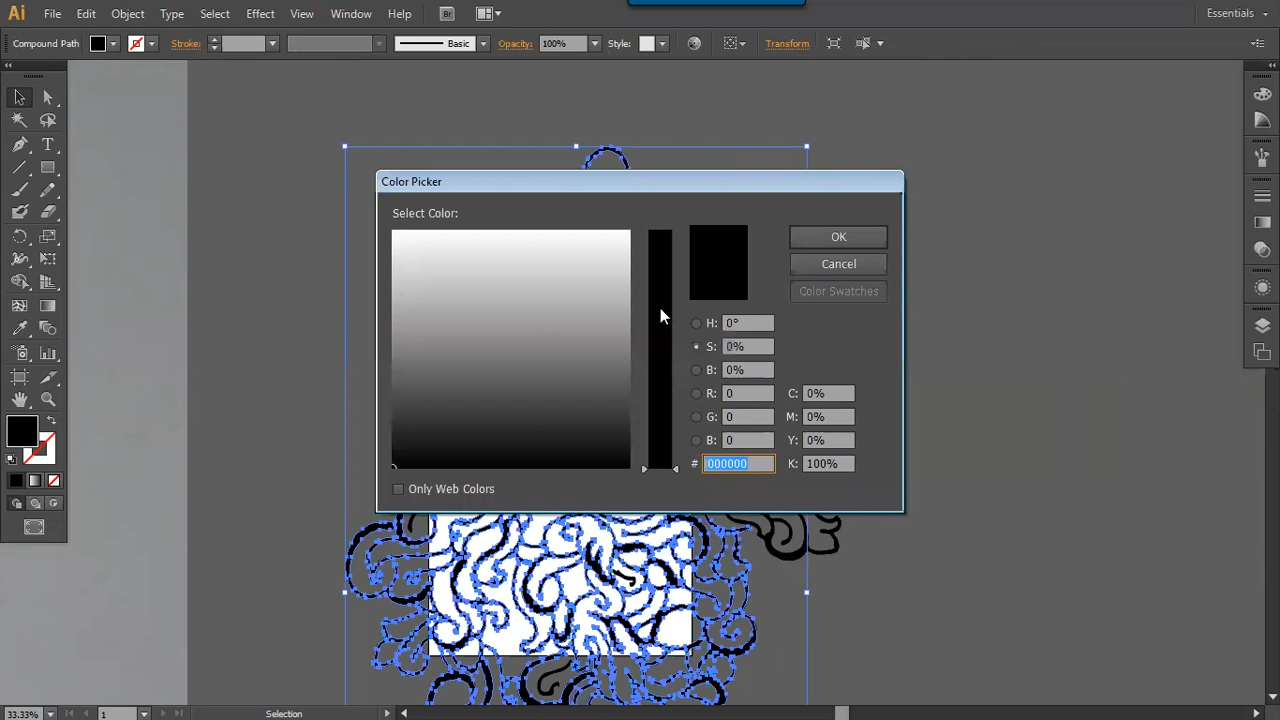 Ai File Edit Object Type Select Effect View Window Help Br Essentials
Compound Path Stroke: Basic Opacity: 100% Style: Transform
Color Picker
Select Color:
OK
Cancel
Color Swatches
H: 0°
S: 0%
B: 0%
R: 0 C: 0%
G: 0 M: 0%
B: 0 Y: 0%
# 000000 K: 100%
Only Web Colors
33.33% 1 Selection